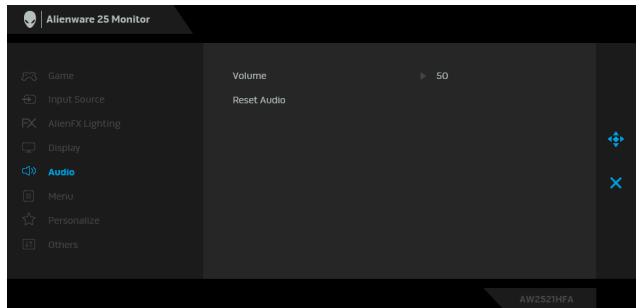 Alienware 25 Monitor
Game
Input Source
AlienFX Lighting
Display
Audio
Menu
Personalize
Others
Volume 50
Reset Audio
AW2521HFA